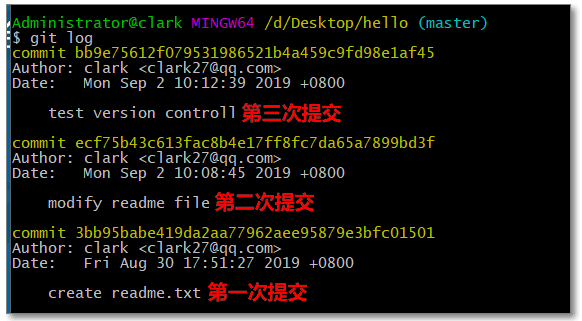 Administrator@clark MINGW64 /d/Desktop/hello (master)
$ git log
commit bb9e75612f079531986521b4a459c9fd98e1af45
Author: clark <clark27@qq.com>
Date:   Mon Sep 2 10:12:39 2019 +0800
test version controll 第三次提交
commit ecf75b43c613fac8b4e17ff8fc7da65a7899bd3f
Author: clark <clark27@qq.com>
Date:   Mon Sep 2 10:08:45 2019 +0800
modify readme file 第二次提交
commit 3bb95babe419da2aa77962aee95879e3bfc01501
Author: clark <clark27@qq.com>
Date:   Fri Aug 30 17:51:27 2019 +0800
create readme.txt 第一次提交